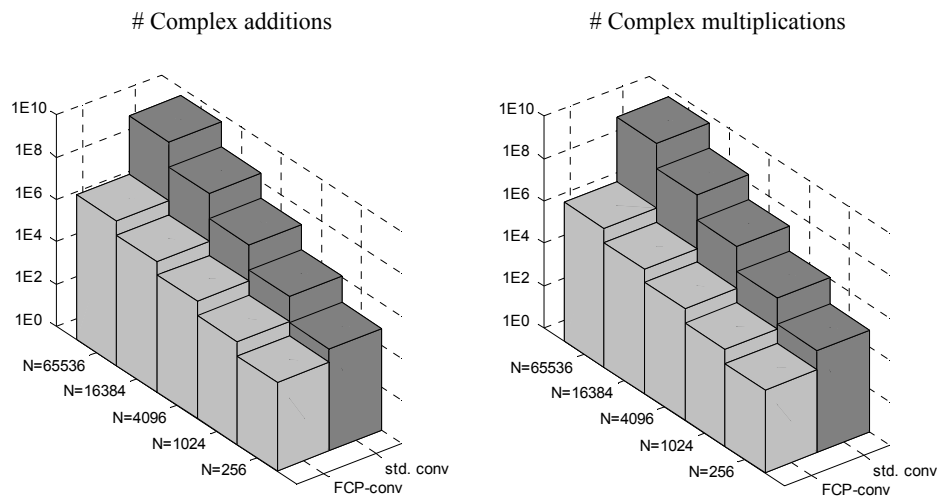 # Complex additions
1E10
1E8
1E6
1E4
1E2
1E0
N=65536
N=16384
N=4096
N=1024
N=256
std. conv
FCP-conv
# Complex multiplications
1E10
1E8
1E6
1E4
1E2
1E0
N=65536
N=16384
N=4096
N=1024
N=256
std. conv
FCP-conv